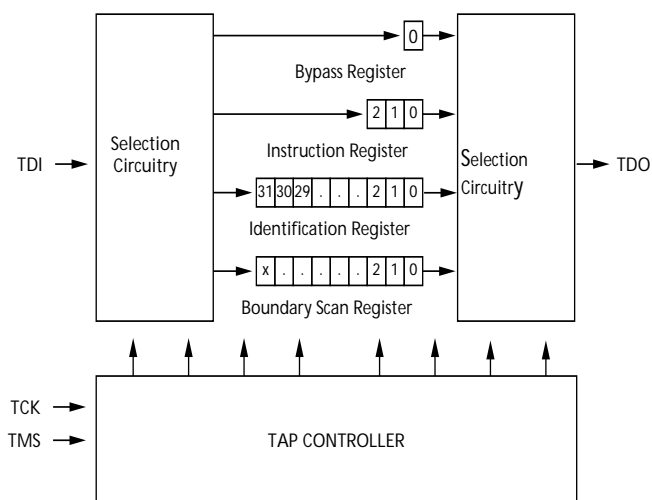 0
Bypass Register
2 1 0
Selection
Circuitry
TDI
Instruction Register
Selection
Circuitry
TDO
31 30 29 . . . 2 1 0
Identification Register
x . . . . . 2 1 0
Boundary Scan Register
TCK
TMS
TAP CONTROLLER